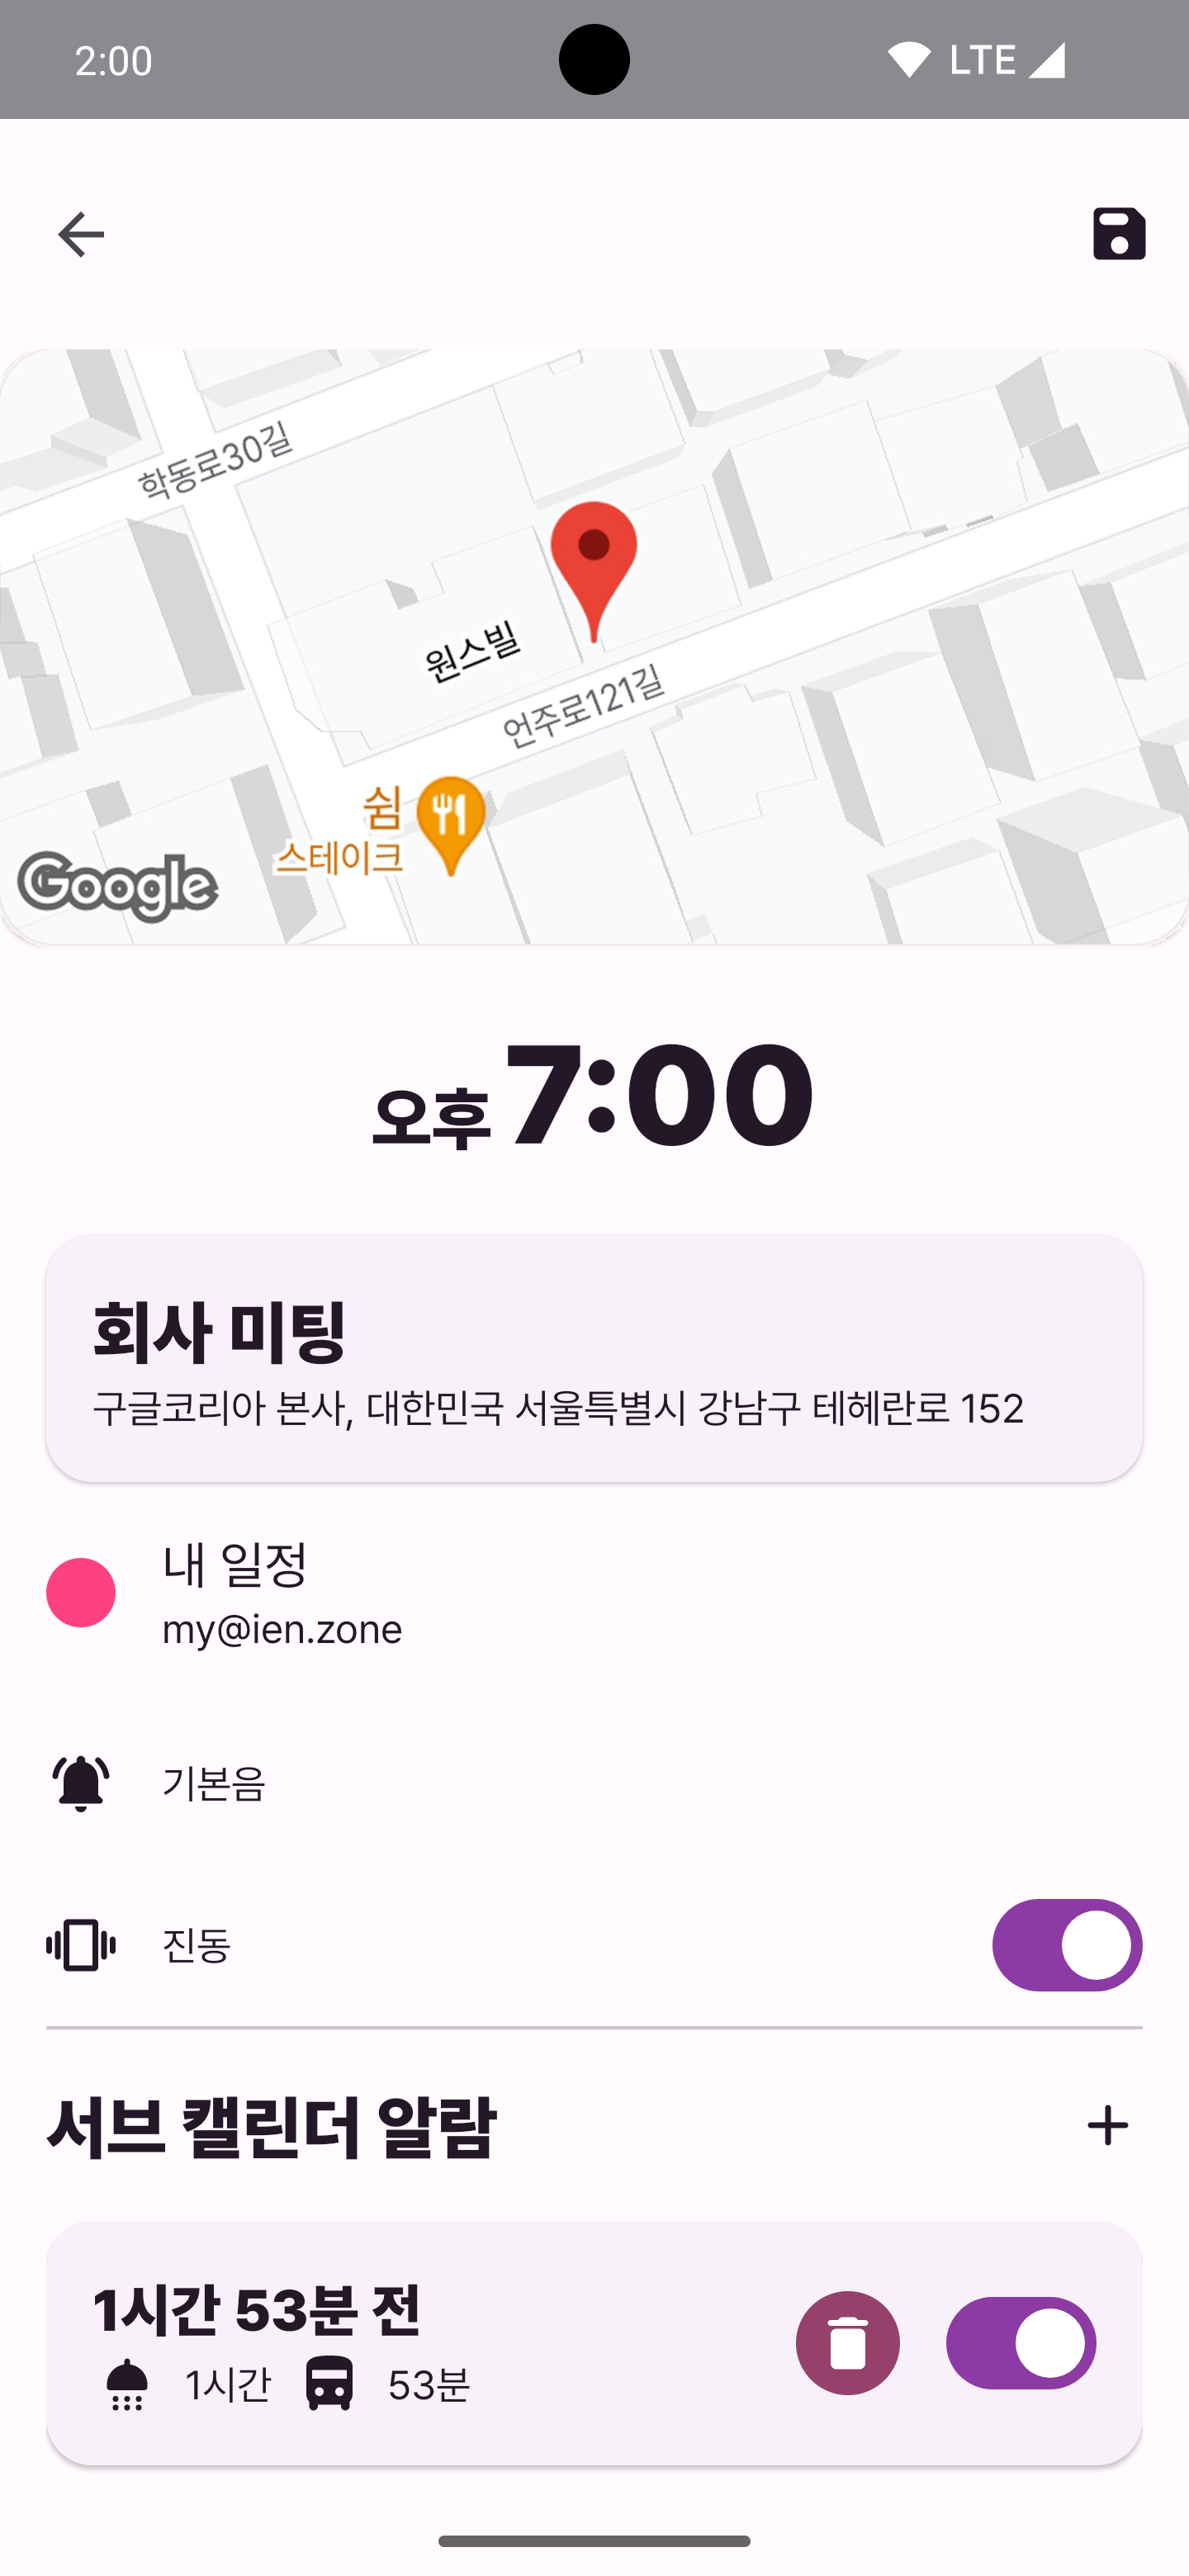 2:00 LTE
학동로30길
원스빌
언주로121길
쉼
스테이크
Google
오후 7:00
회사 미팅
구글코리아 본사, 대한민국 서울특별시 강남구 테헤란로 152
내 일정
my@ien.zone
기본음
진동
서브 캘린더 알람
1시간 53분 전
1시간 53분